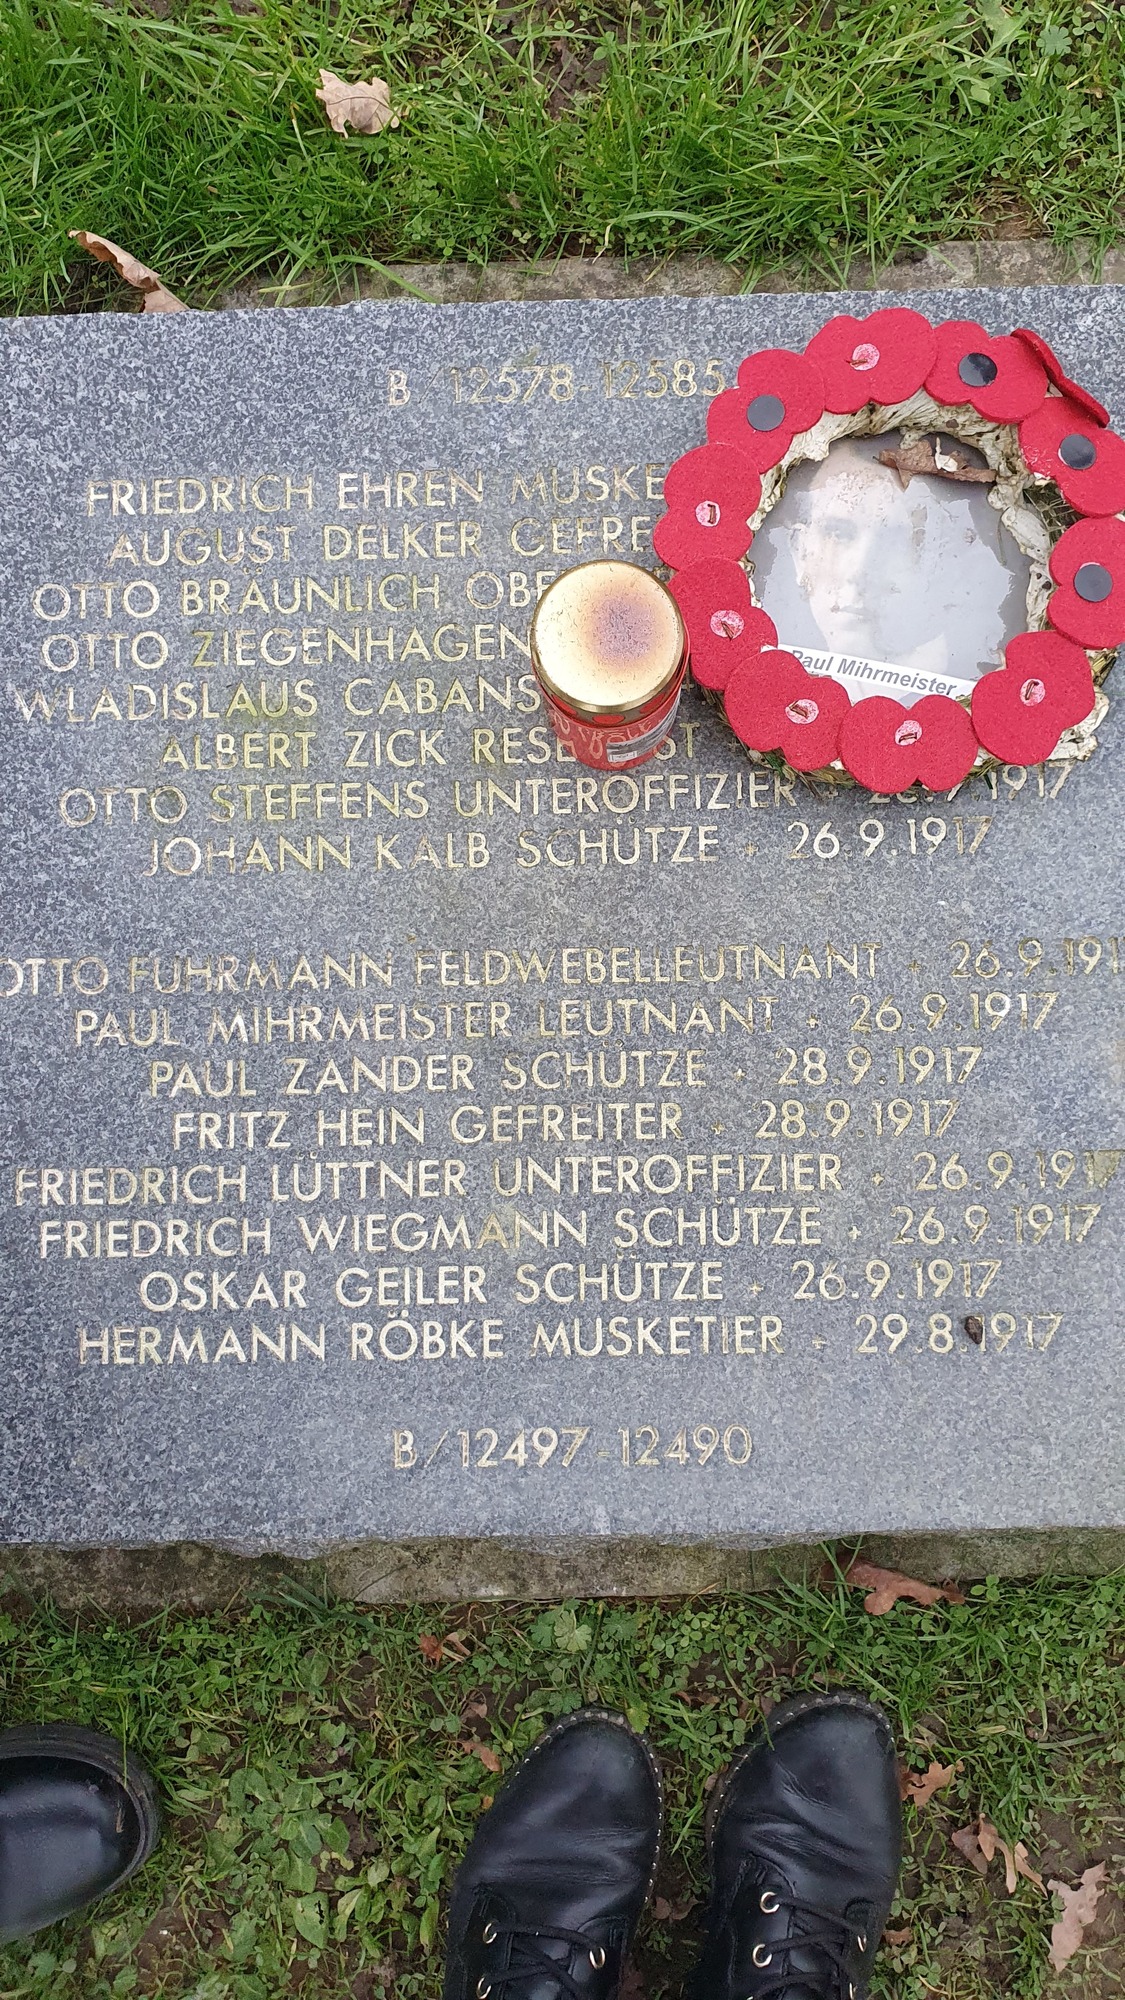 B / 12578-12585
FRIEDRICH EHREN MUSKE
AUGUST DELKER GEFRE
OTTO BRÄUNLICH OBE
OTTO ZIEGENHAGEN
WLADISLAUS CABANS
ALBERT ZICK RESE ST
OTTO STEFFENS UNTEROFFIZIER + 1917
JOHANN KALB SCHÜTZE + 26.9.1917
Paul Mihrmeister
OTTO FUHRMANN FELDWEBELLEUTNANT + 26.9.191
PAUL MIHRMEISTER LEUTNANT + 26.9.1917
PAUL ZANDER SCHÜTZE + 28.9.1917
FRITZ HEIN GEFREITER + 28.9.1917
FRIEDRICH LÜTTNER UNTEROFFIZIER + 26.9.1917
FRIEDRICH WIEGMANN SCHÜTZE + 26.9.1917
OSKAR GEILER SCHÜTZE + 26.9.1917
HERMANN RÖBKE MUSKETIER + 29.8.1917
B / 12497-12490